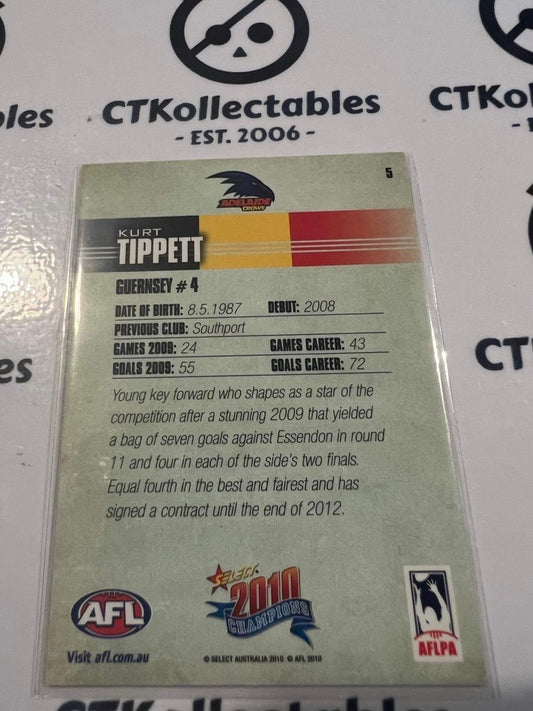 CTKollectables
- EST. 2006 -
les
CTKo
5
ADELAIDE
CROWS
KURT
TIPPETT
GUERNSEY # 4
DATE OF BIRTH: 8.5.1987 DEBUT: 2008
PREVIOUS CLUB: Southport
GAMES 2009: 24 GAMES CAREER: 43
GOALS 2009: 55 GOALS CAREER: 72
Young key forward who shapes as a star of the
competition after a stunning 2009 that yielded
a bag of seven goals against Essendon in round
11 and four in each of the side's two finals.
Equal fourth in the best and fairest and has
signed a contract until the end of 2012.
CT
es
AFL
Visit afl.com.au
SELECT
2010
CHAMPIONS
© SELECT AUSTRALIA 2010 © AFL 2010
AFLPA